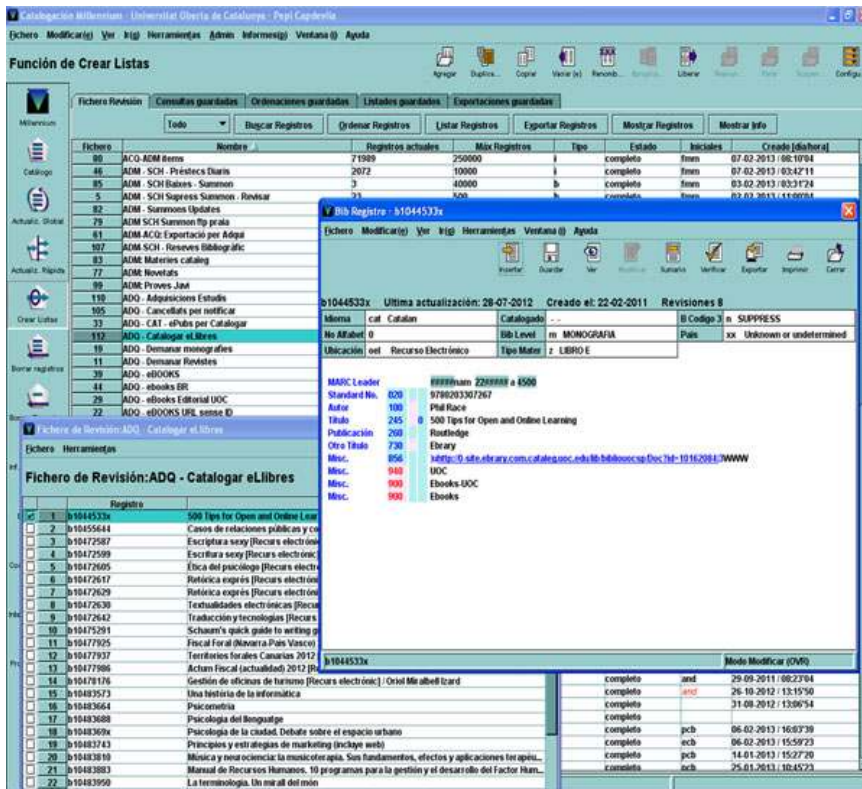 Catalogación Millennium - Universitat Oberta de Catalunya - Pepi Capdevila
Fichero Modificar(e) Ver Ir(g) Herramientas Admin Informes(p) Ventana(i) Ayuda
Función de Crear Listas
Agregar Duplica... Copiar Vaciar (x) Renomb... Liberar Configu
Fichero Revisión Consultas guardadas Ordenaciones guardadas Listados guardados Exportaciones guardadas
Millennium
Todo Buscar Registros Ordenar Registros Listar Registros Exportar Registros Mostrar Registros Mostrar Info
Fichero Nombre Registros actuales Máx Registros Tipo Estado Iniciales Creado [dia/hora]
80 ACQ-ADM items 71989 250000 i completo fmm 07-02-2013 / 08:10'04
46 ADM - SCH - Préstecs Diaris 2072 10000 i completo fmm 07-02-2013 / 03:42'11
85 ADM - SCH Baixes - Summon 3 40000 b completo fmm 03-02-2013 / 03:31'24
5 ADM - SCH Supress Summon - Revisar 23 500 b completo fmm 02-02-2013 / 11:00'04
82 ADM - Summons Updates
79 ADM SCH Summon ftp prala
61 ADM-ACQ: Exportació per Adqui
107 ADM-SCH - Reseves Bibliogràfic
83 ADM: Materies cataleg
77 ADM: Novetats
99 ADM: Proves Javi
110 ADQ - Adquisicions Estudis
105 ADQ - Cancellats per notificar
33 ADQ - CAT - ePubs per Catalogar
112 ADQ - Catalogar eLlibres
19 ADQ - Demanar monografies
11 ADQ - Demanar Revistes
39 ADQ - eBOOKS
44 ADQ - ebooks BR
29 ADQ - eBooks Editorial UOC
22 ADQ - eBOOKS URL sense ID
Catálogo
Actualiz. Global
Actualiz. Rápida
Crear Listas
Borrar registros
Bib Registro - b1044533x
Fichero Modificar(e) Ver Ir(g) Herramientas Ventana (i) Ayuda
Insertar Guardar Ver Modificar Sumario Verificar Exportar Imprimir Cerrar
b1044533x Ultima actualización: 28-07-2012 Creado el: 22-02-2011 Revisiones 8
Idioma cat Catalan Catalogado - - B Codigo 3 n SUPPRESS
No Alfabet 0 Bib Level m MONOGRAFIA Pais xx Unknown or undetermined
Ubicación oel Recurso Electrónico Tipo Mater z LIBRO E
MARC Leader #####nam 22##### a 4500
Standard No. 020 9780203307267
Autor 100 Phil Race
Título 245 0 500 Tips for Open and Online Learning
Publicación 260 Routledge
Otro Título 730 Ebrary
Misc. 856
Misc. 940 UOC
Misc. 900 Ebooks-UOC
Misc. 900 Ebooks
b1044533x Modo Modificar (OVR)
Fichero de Revisión:ADQ - Catalogar eLlibres
Fichero Herramientas
Fichero de Revisión:ADQ - Catalogar eLlibres
Registro
1 b1044533x 500 Tips for Open and Online Lear
2 b10455644 Casos de relaciones públicas y co
3 b10472587 Escriptura sexy [Recurs electròni
4 b10472599 Escritura sexy [Recurs electrònic]
5 b10472605 Ética del psicólogo [Recurs electrò
6 b10472617 Retórica exprés [Recurs electròni
7 b10472629 Retòrica exprés [Recurs electròni
8 b10472630 Textualidades electrónicas [Recu
9 b10472642 Traducción y tecnologías [Recurs
10 b10475291 Schaum's quick guide to writing g
11 b10477925 Fiscal Foral (Navarra-País Vasco)
12 b10477937 Territorios forales Canarias 2012 [
13 b10477986 Actum Fiscal (actualidad) 2012 [Re
14 b10478176 Gestión de oficinas de turismo [Recurs electrònic] / Oriol Miralbell Izard
15 b10483573 Una història de la informàtica
16 b10483664 Psicometria
17 b10483688 Psicologia del llenguatge
18 b1048369x Psicología de la ciudad. Debate sobre el espacio urbano
19 b10483743 Principios y estrategias de marketing (incluye web)
20 b10483810 Música y neurociencia: la musicoterapia. Sus fundamentos, efectos y aplicaciones terapéu...
21 b10483883 Manual de Recursos Humanos. 10 programas para la gestión y el desarrollo del Factor Hum...
22 b10483950 La terminologia. Un mirall del món
completo and 29-09-2011 / 08:23'04
completo and 26-10-2012 / 13:15'50
completo 31-08-2012 / 13:06'54
completo
completo pcb 06-02-2013 / 16:03'39
completo ecb 06-02-2013 / 15:59'23
completo pcb 14-01-2013 / 15:27'20
completo pcb 25-01-2013 / 10:45'23